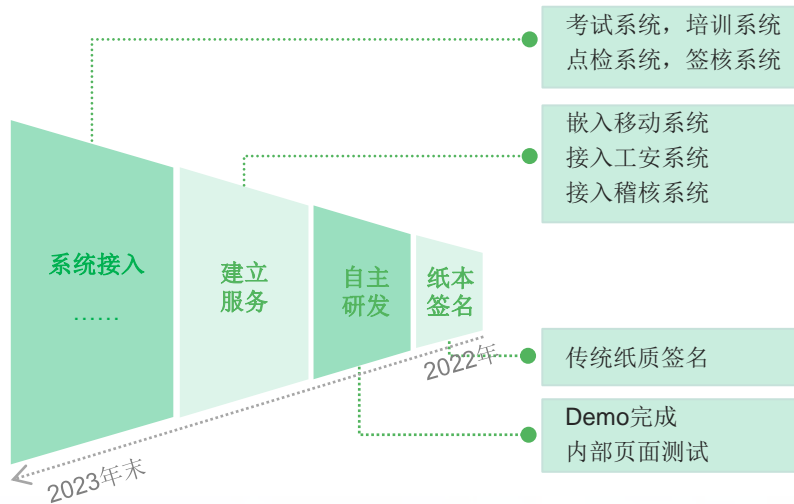 考试系统，培训系统
点检系统，签核系统
嵌入移动系统
接入工安系统
接入稽核系统
系统接入
……
建立
服务
自主
研发
纸本
签名
2022年
2023年末
传统纸质签名
Demo完成
内部页面测试